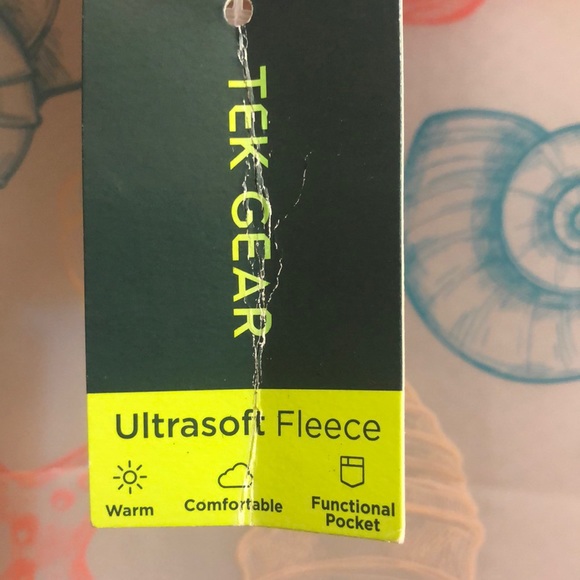 TEK GEAR
Ultrasoft Fleece
Warm
Comfortable
Functional
Pocket